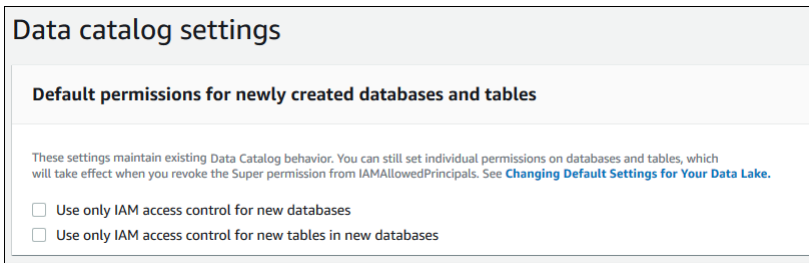 Data catalog settings
Default permissions for newly created databases and tables
These settings maintain existing Data Catalog behavior. You can still set individual permissions on databases and tables, which
will take effect when you revoke the Super permission from IAMAllowedPrincipals. See Changing Default Settings for Your Data Lake.
Use only IAM access control for new databases
Use only IAM access control for new tables in new databases